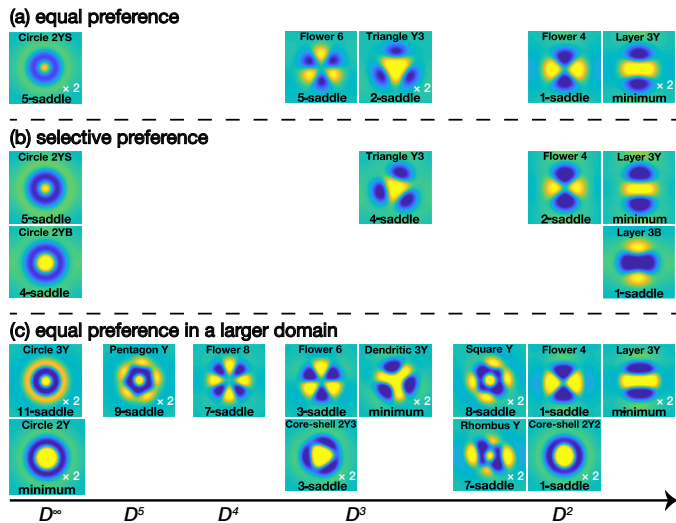 (a) equal preference
Circle 2YS
× 2
5-saddle
Flower 6
5-saddle
Triangle Y3
× 2
2-saddle
Flower 4
1-saddle
Layer 3Y
× 2
minimum
(b) selective preference
Circle 2YS
5-saddle
Triangle Y3
4-saddle
Flower 4
2-saddle
Layer 3Y
minimum
Circle 2YB
4-saddle
Layer 3B
1-saddle
(c) equal preference in a larger domain
Circle 3Y
× 2
11-saddle
Pentagon Y
× 2
9-saddle
Flower 8
7-saddle
Flower 6
3-saddle
Dendritic 3Y
× 2
minimum
Square Y
× 2
8-saddle
Flower 4
1-saddle
Layer 3Y
× 2
minimum
Circle 2Y
× 2
minimum
Core-shell 2Y3
× 2
3-saddle
Rhombus Y
× 2
7-saddle
Core-shell 2Y2
× 2
1-saddle
D∞ D⁵ D⁴ D³ D²